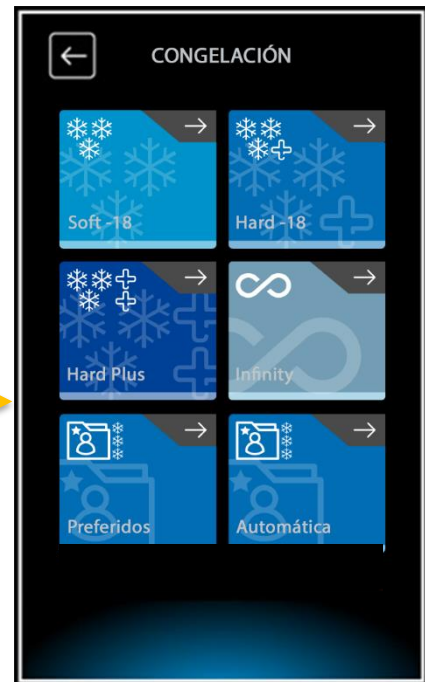 CONGELACIÓN
Soft -18
Hard -18
Hard Plus
Infinity
Preferidos
Automática